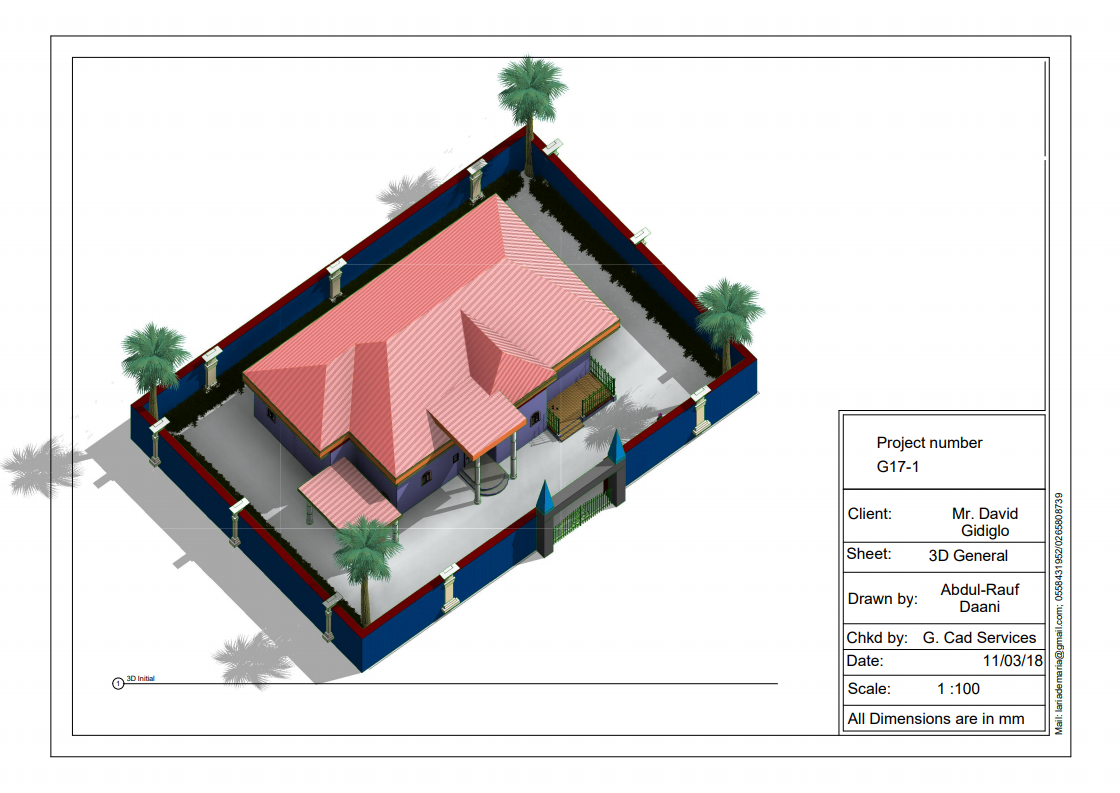 Project number
G17-1
Client: Mr. David
Gidiglo
Sheet: 3D General
Drawn by: Abdul-Rauf
Daani
Chkd by: G. Cad Services
Date: 11/03/18
Scale: 1 :100
All Dimensions are in mm
Mail: lariademaria@gmail.com; 0558431952/0265808739
1 3D Initial